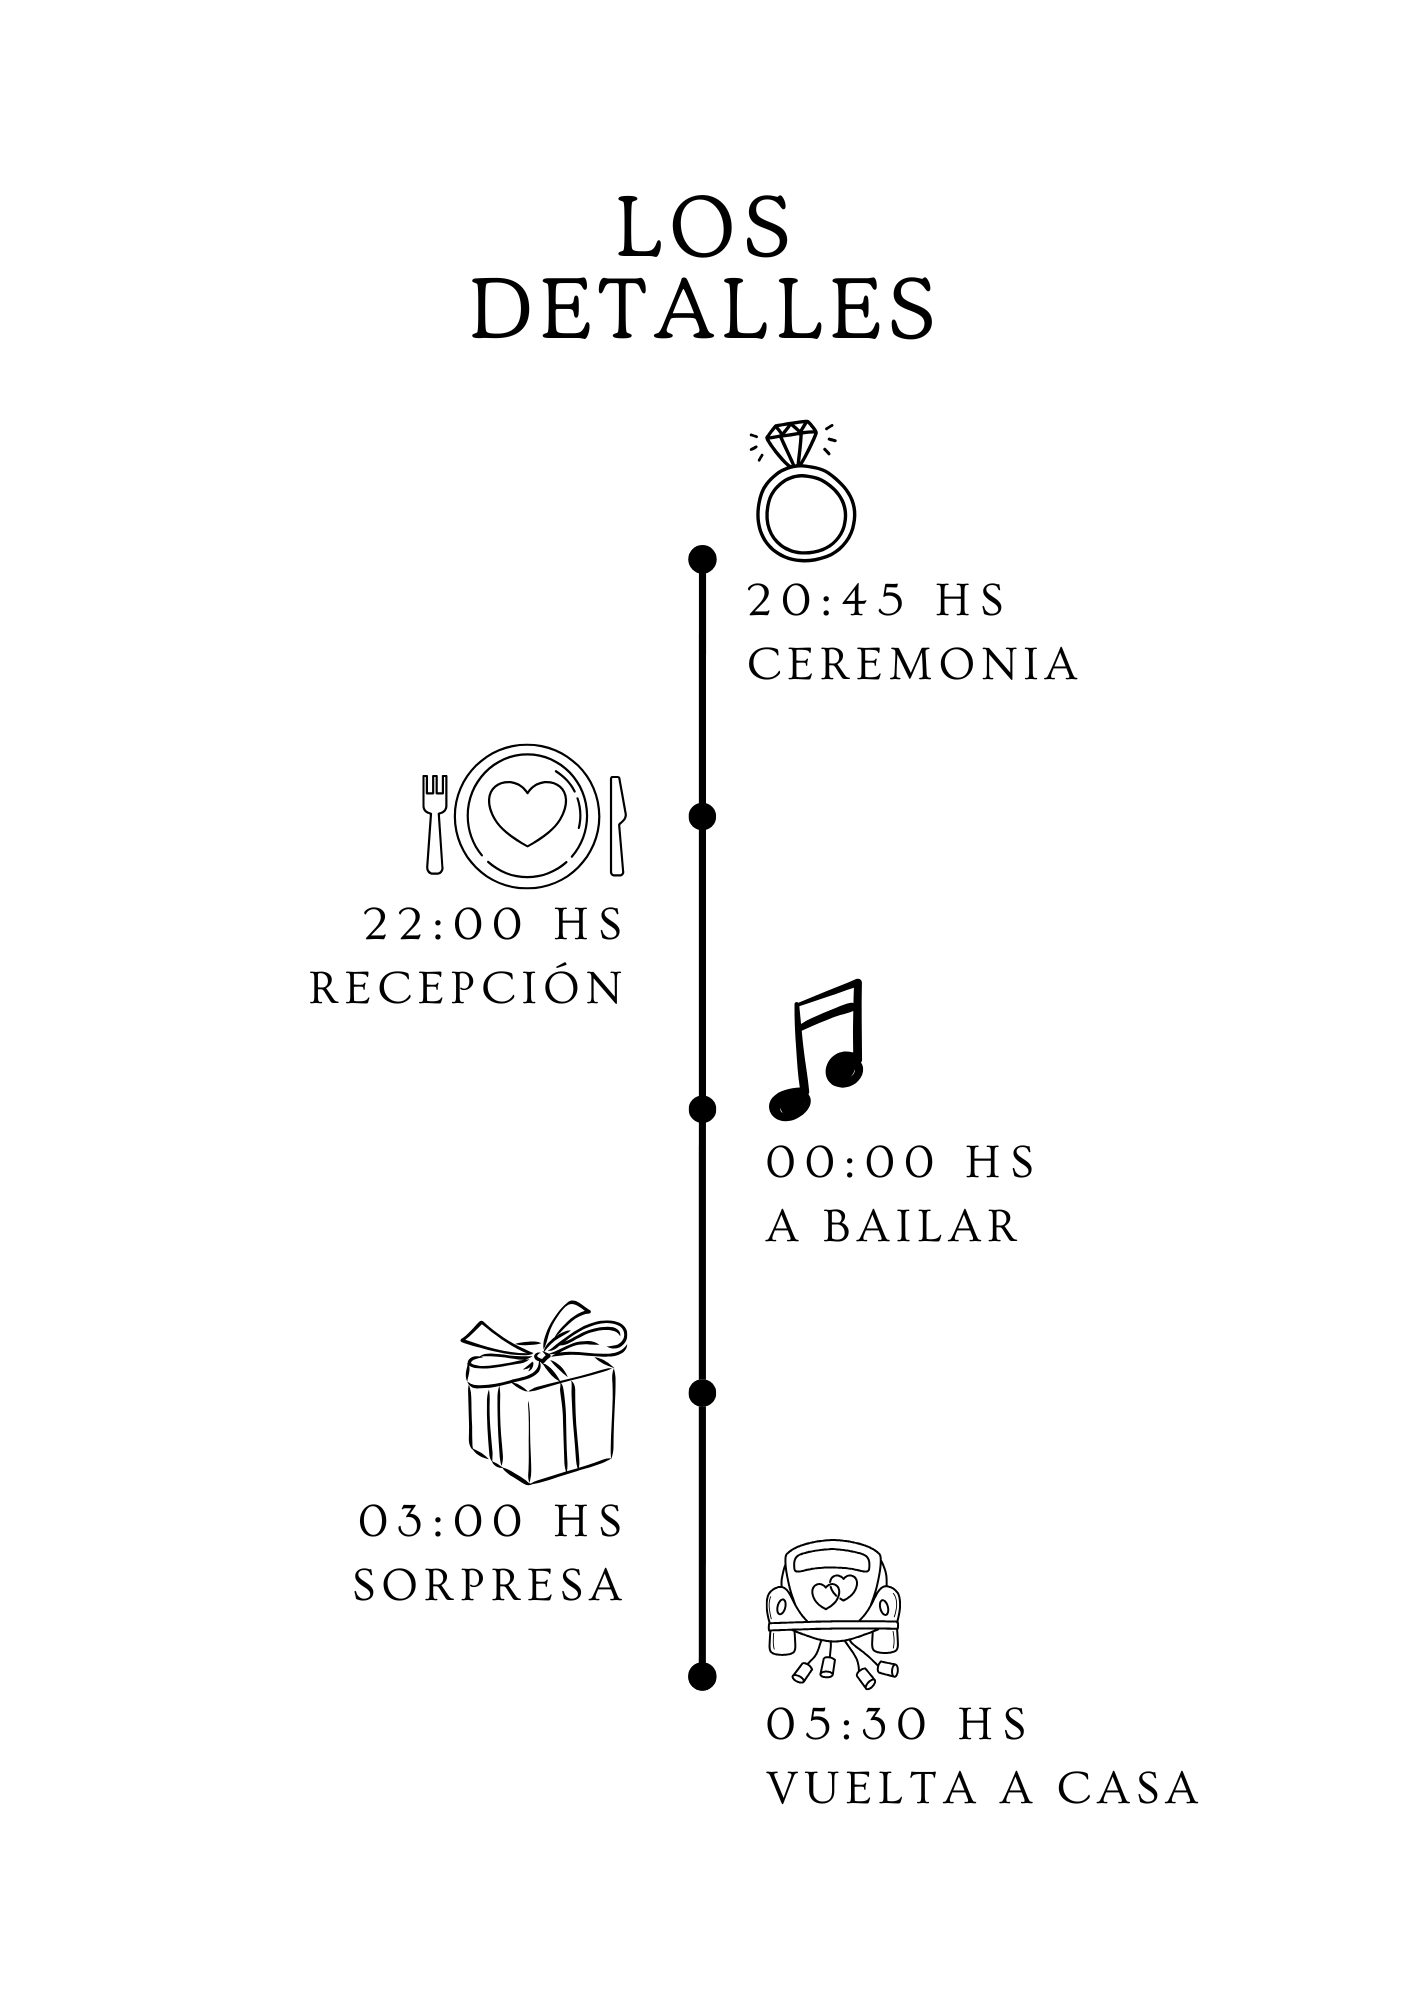 LOS
DETALLES
20:45 HS
CEREMONIA
22:00 HS
RECEPCIÓN
00:00 HS
A BAILAR
03:00 HS
SORPRESA
05:30 HS
VUELTA A CASA